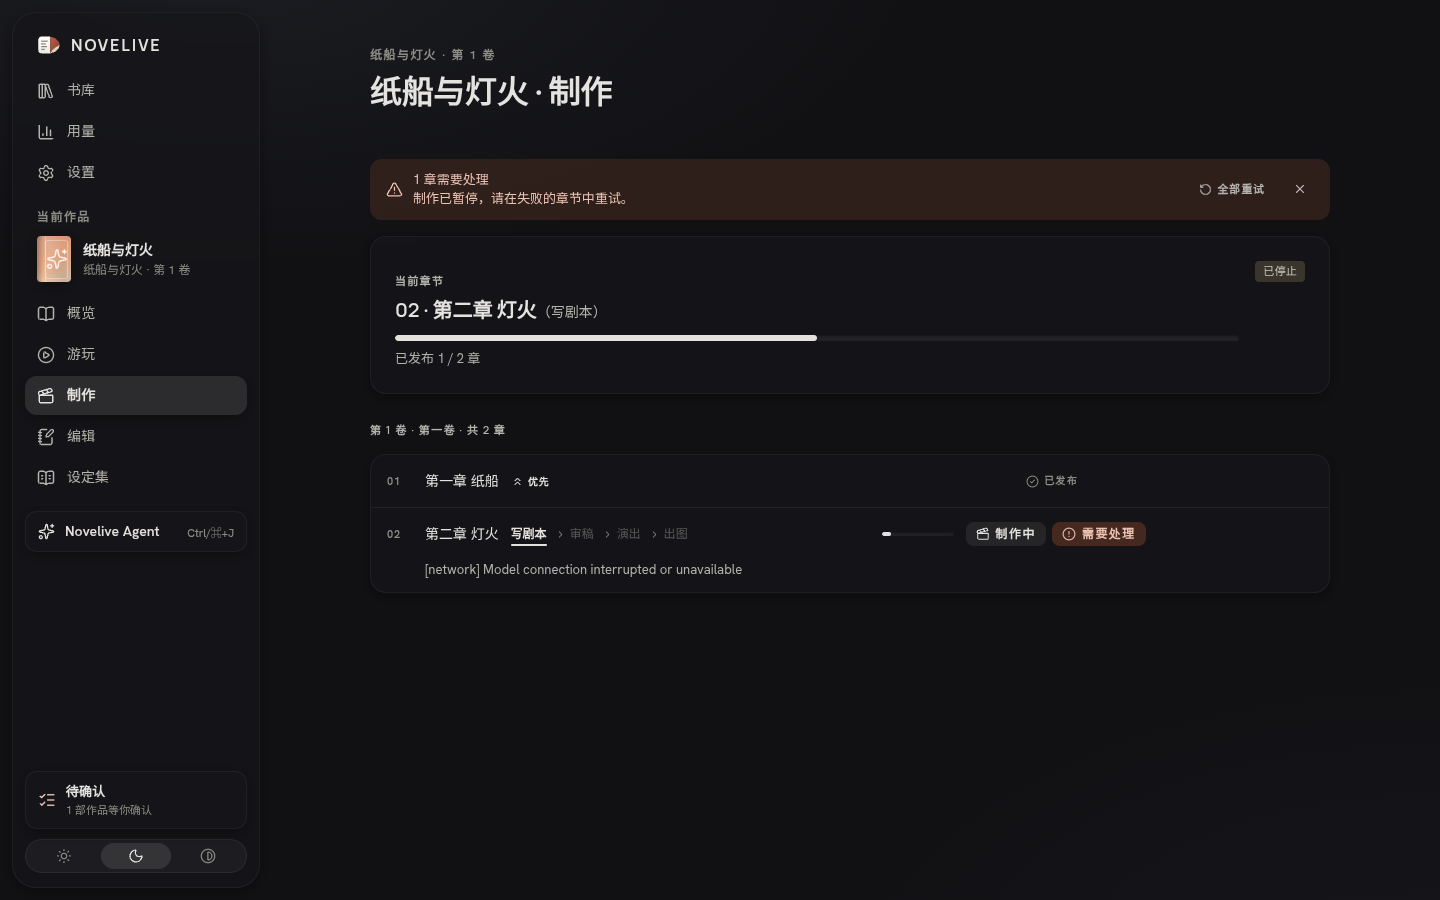 NOVELIVE
书库
用量
设置
当前作品
纸船与灯火
纸船与灯火 · 第 1 卷
概览
游玩
制作
编辑
设定集
Novelive Agent Ctrl/⌘+J
待确认
1 部作品等你确认
纸船与灯火 · 第 1 卷
纸船与灯火 · 制作
1 章需要处理
制作已暂停，请在失败的章节中重试。
全部重试
当前章节
已停止
02 · 第二章 灯火（写剧本）
已发布 1 / 2 章
第 1 卷 · 第一卷 · 共 2 章
01 第一章 纸船 优先 已发布
02 第二章 灯火 写剧本 › 审稿 › 演出 › 出图 制作中 需要处理
[network] Model connection interrupted or unavailable